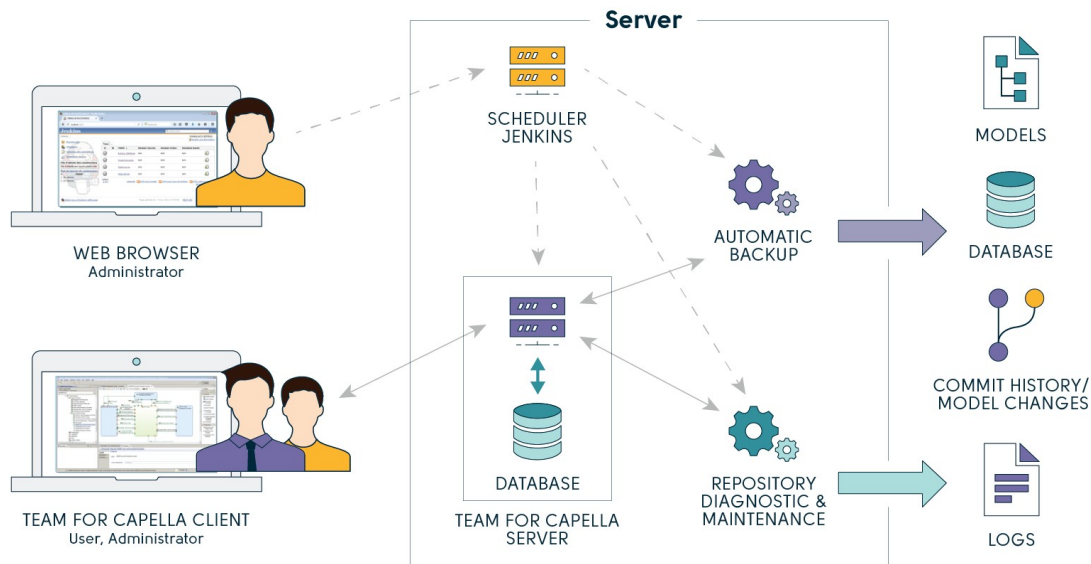 Server
SCHEDULER
JENKINS
WEB BROWSER
Administrator
AUTOMATIC
BACKUP
MODELS
DATABASE
COMMIT HISTORY/
MODEL CHANGES
TEAM FOR CAPELLA CLIENT
User, Administrator
DATABASE
TEAM FOR CAPELLA
SERVER
REPOSITORY
DIAGNOSTIC &
MAINTENANCE
LOGS